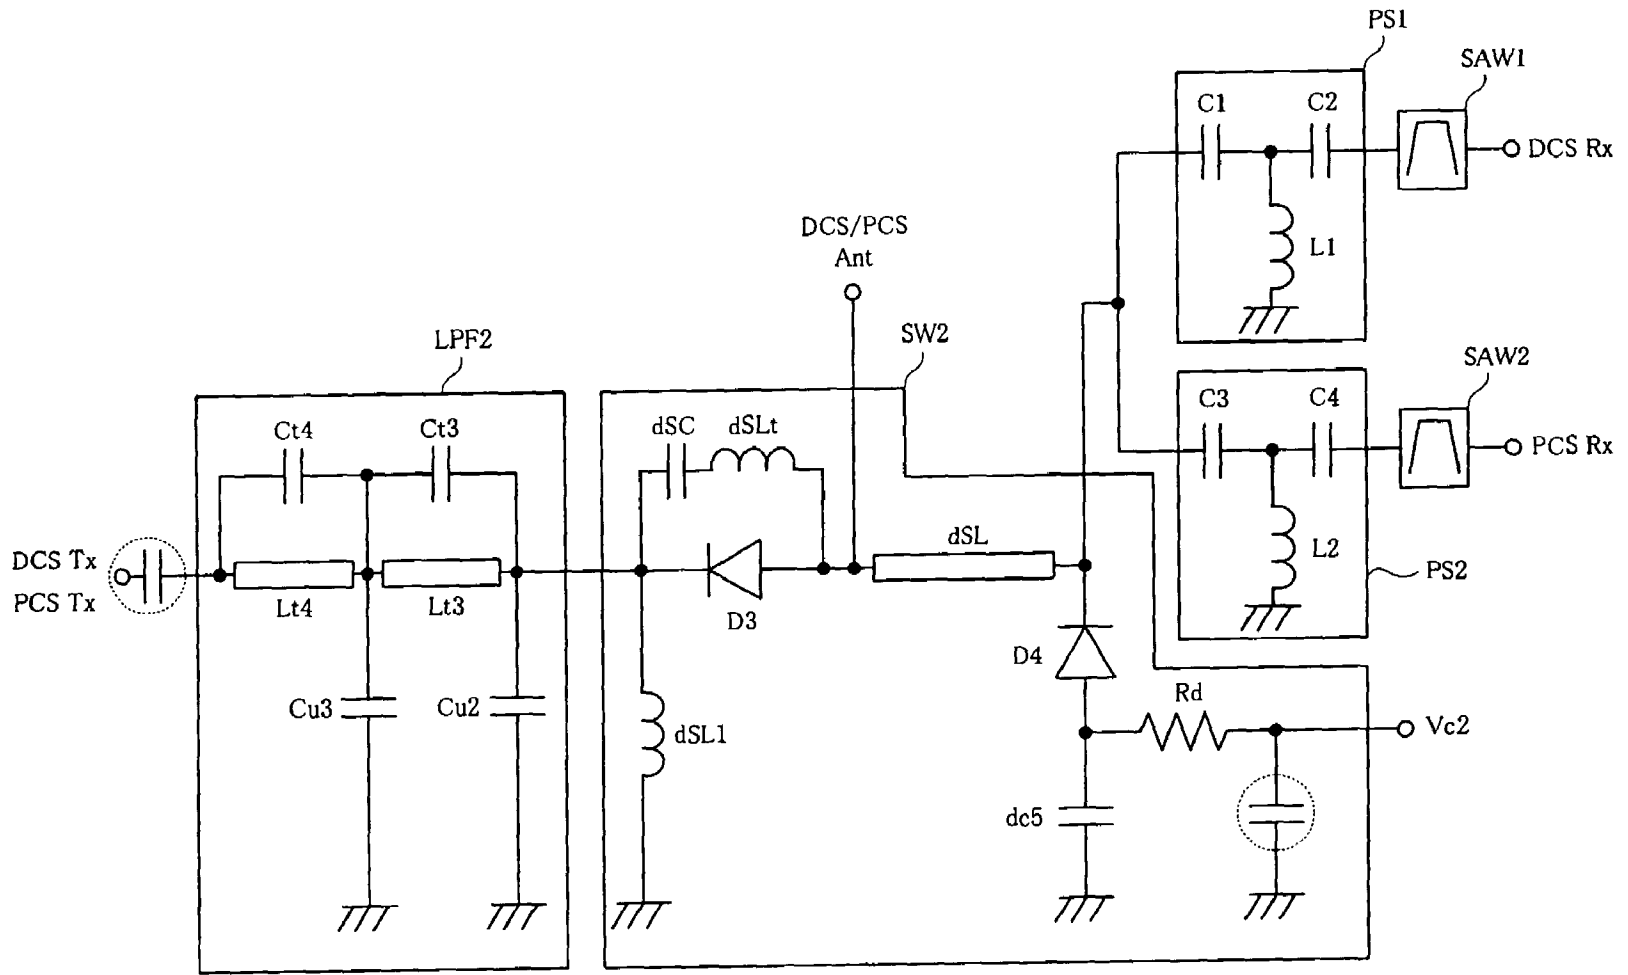 PS1
SAW1
C1
C2
DCS Rx
L1
DCS/PCS
Ant
LPF2
SW2
SAW2
C3
C4
PCS Rx
L2
PS2
Ct4
Ct3
dSC
dSLt
dSL
DCS Tx
PCS Tx
Lt4
Lt3
D3
D4
Rd
Cu3
Cu2
dSL1
Vc2
dc5